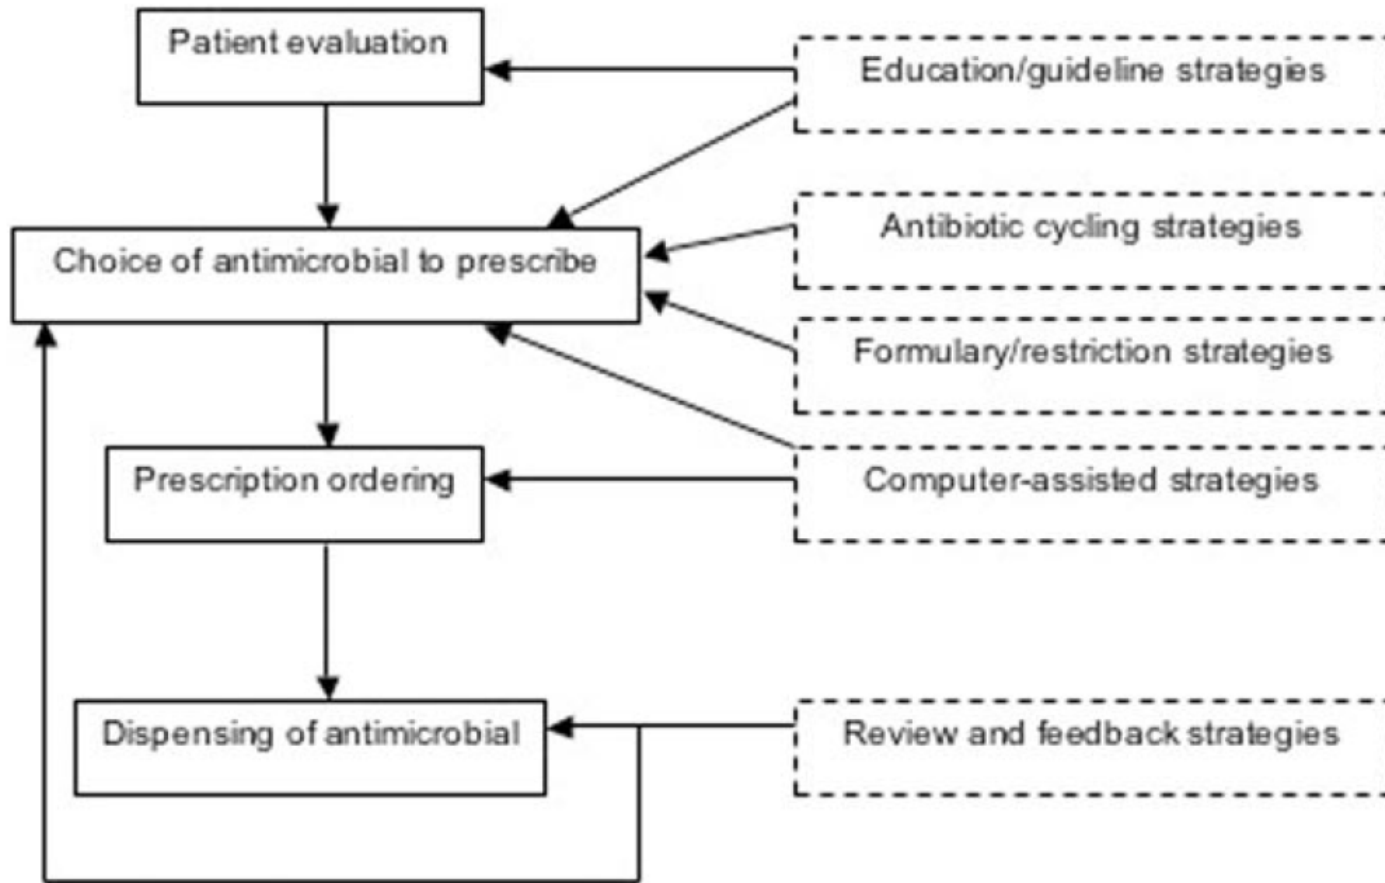 Patient evaluation
Education/guideline strategies
Antibiotic cycling strategies
Choice of antimicrobial to prescribe
Formulary/restriction strategies
Prescription ordering
Computer-assisted strategies
Dispensing of antimicrobial
Review and feedback strategies